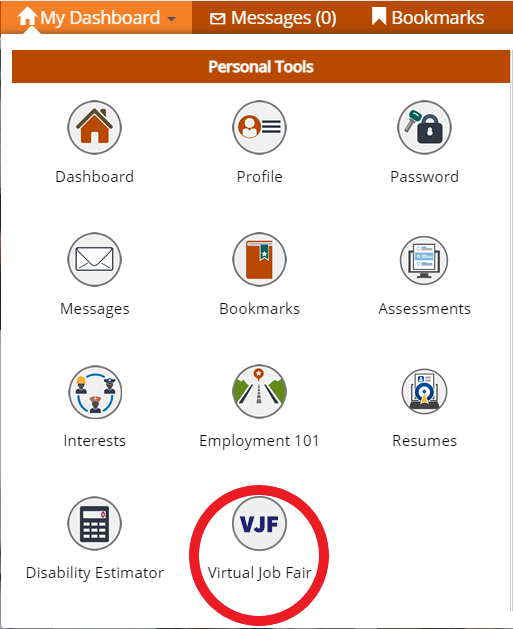 My Dashboard Messages (0) Bookmarks
Personal Tools
Dashboard Profile Password
Messages Bookmarks Assessments
Interests Employment 101 Resumes
0
VJF
Disability Estimator Virtual Job Fair